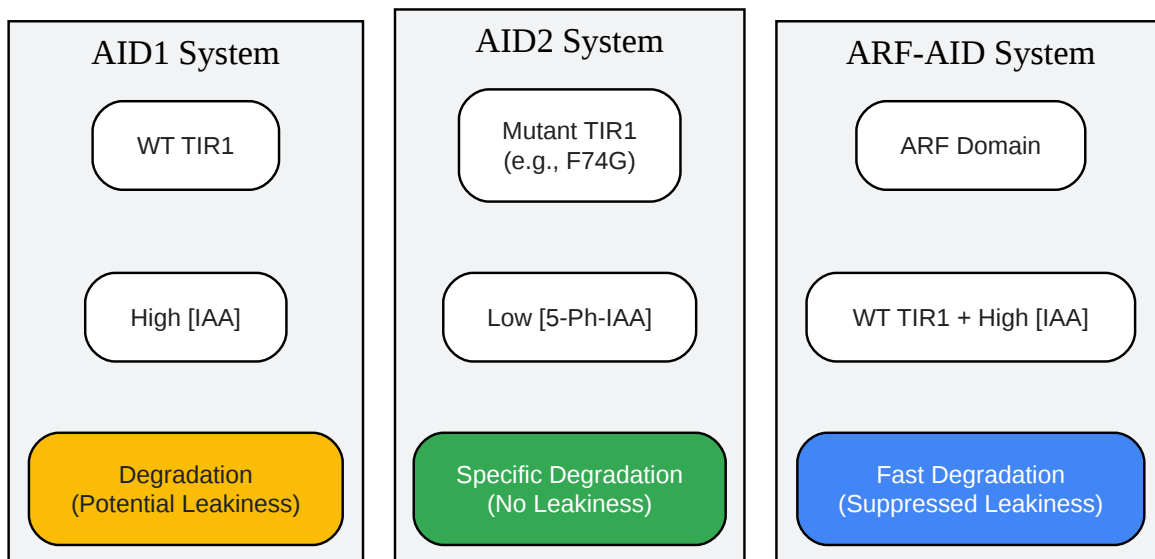 AID1 System
WT TIR1
High [IAA]
Degradation
(Potential Leakiness)
AID2 System
Mutant TIR1
(e.g., F74G)
Low [5-Ph-IAA]
Specific Degradation
(No Leakiness)
ARF-AID System
ARF Domain
WT TIR1 + High [IAA]
Fast Degradation
(Suppressed Leakiness)